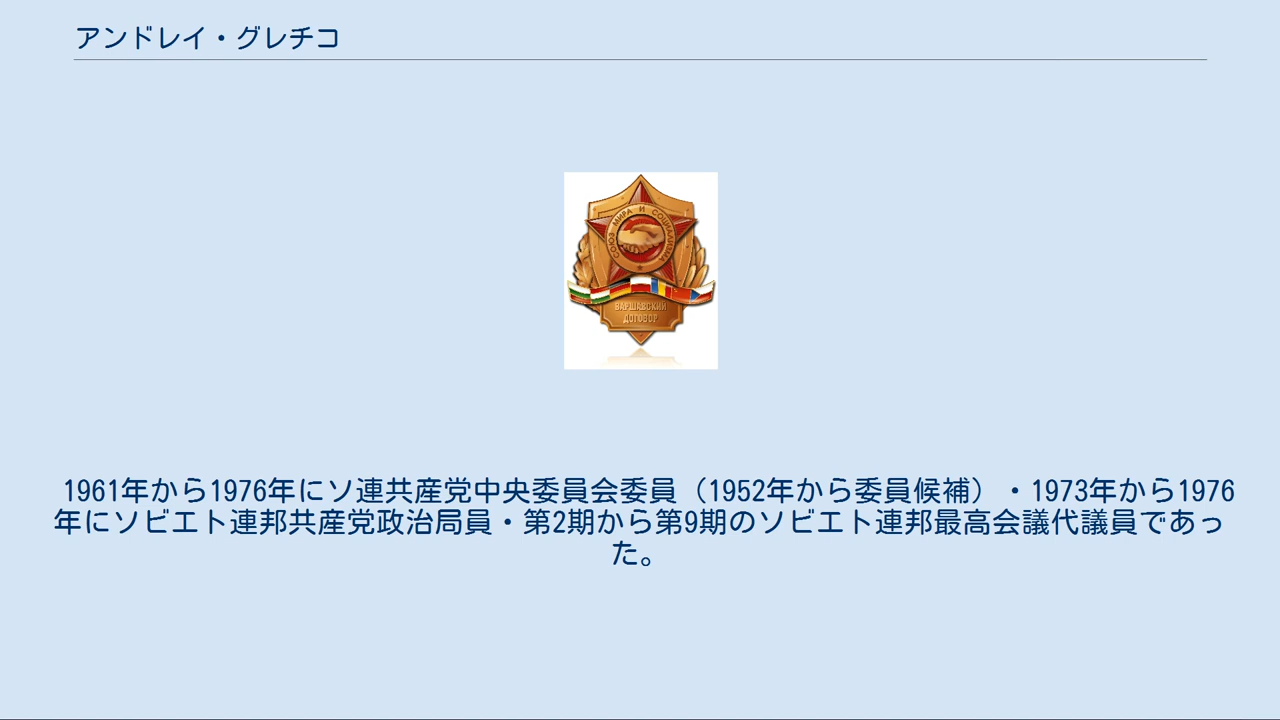 アンドレイ・グレチコ
СОЮЗ МИРА И СОЦИАЛИЗМА
ВАРШАВСКИЙ
ДОГОВОР
1961年から1976年にソ連共産党中央委員会委員（1952年から委員候補）・1973年から1976
年にソビエト連邦共産党政治局員・第2期から第9期のソビエト連邦最高会議代議員であっ
た。